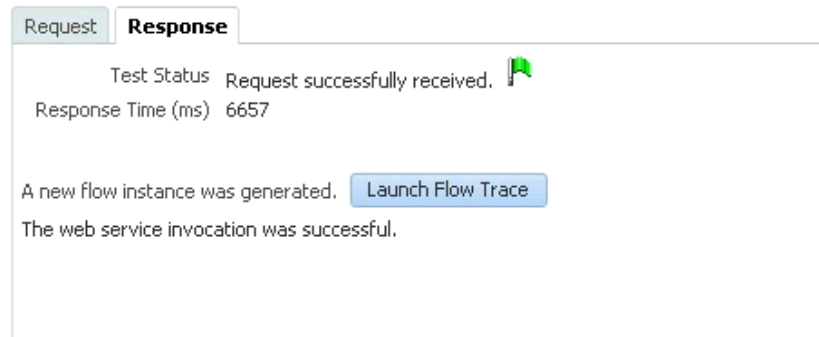 Request Response
Test Status Request successfully received.
Response Time (ms) 6657
A new flow instance was generated. Launch Flow Trace
The web service invocation was successful.